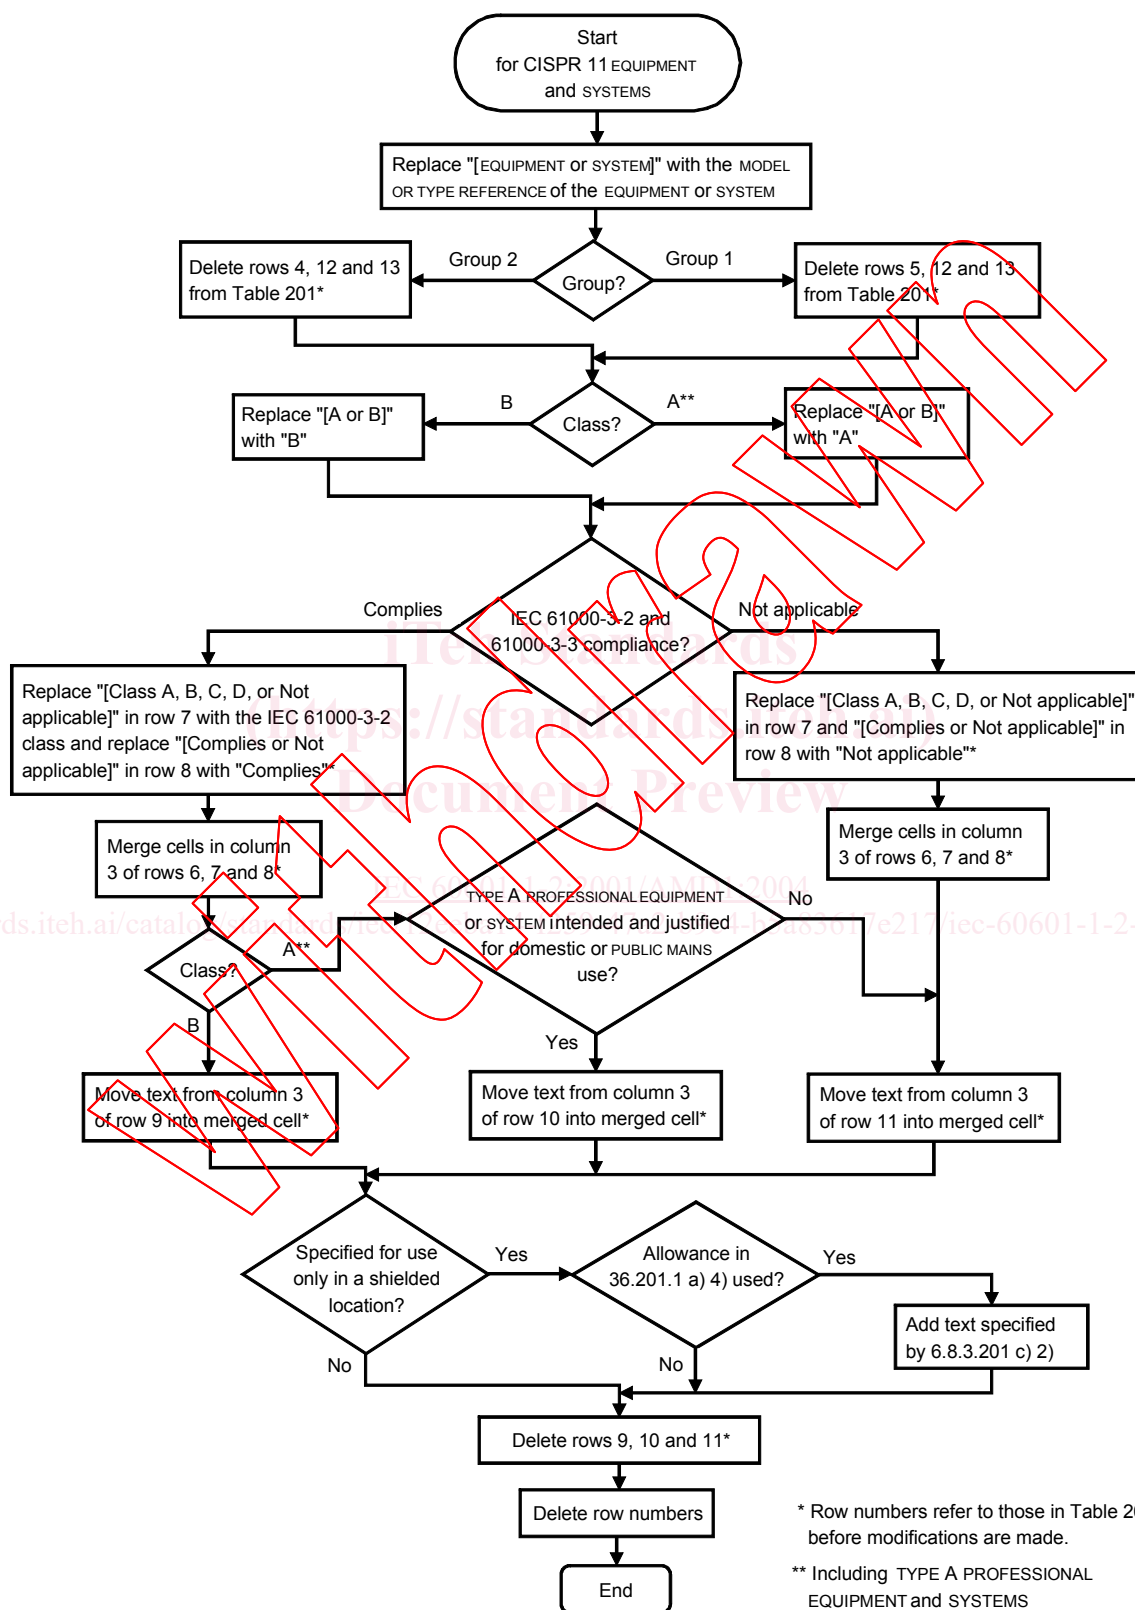 Start
for CISPR 11 EQUIPMENT
and SYSTEMS
Replace "[EQUIPMENT or SYSTEM]" with the MODEL
OR TYPE REFERENCE of the EQUIPMENT or SYSTEM
Group 2
Group?
Group 1
Delete rows 4, 12 and 13
from Table 201*
Delete rows 5, 12 and 13
from Table 201*
B
Class?
A**
Replace "[A or B]"
with "B"
Replace "[A or B]"
with "A"
Complies
IEC 61000-3-2 and
61000-3-3 compliance?
Not applicable
Replace "[Class A, B, C, D, or Not
applicable]" in row 7 with the IEC 61000-3-2
class and replace "[Complies or Not
applicable]" in row 8 with "Complies"*
Replace "[Class A, B, C, D, or Not applicable]"
in row 7 and "[Complies or Not applicable]" in
row 8 with "Not applicable"*
iTeh Standards
(https://standards.iteh.ai)
Document Preview
Merge cells in column
3 of rows 6, 7 and 8*
Merge cells in column
3 of rows 6, 7 and 8*
TYPE A PROFESSIONAL EQUIPMENT
or SYSTEM intended and justified
for domestic or PUBLIC MAINS
use?
No
IEC 60601-1-2:2001/AMD1:2004
Class?
A**
B
Yes
Move text from column 3
of row 9 into merged cell*
Move text from column 3
of row 10 into merged cell*
Move text from column 3
of row 11 into merged cell*
Specified for use
only in a shielded
location?
Yes
Allowance in
36.201.1 a) 4) used?
Yes
Add text specified
by 6.8.3.201 c) 2)
No
No
Delete rows 9, 10 and 11*
Delete row numbers
End
* Row numbers refer to those in Table 20
before modifications are made.
** Including TYPE A PROFESSIONAL
EQUIPMENT and SYSTEMS
Withdrawn